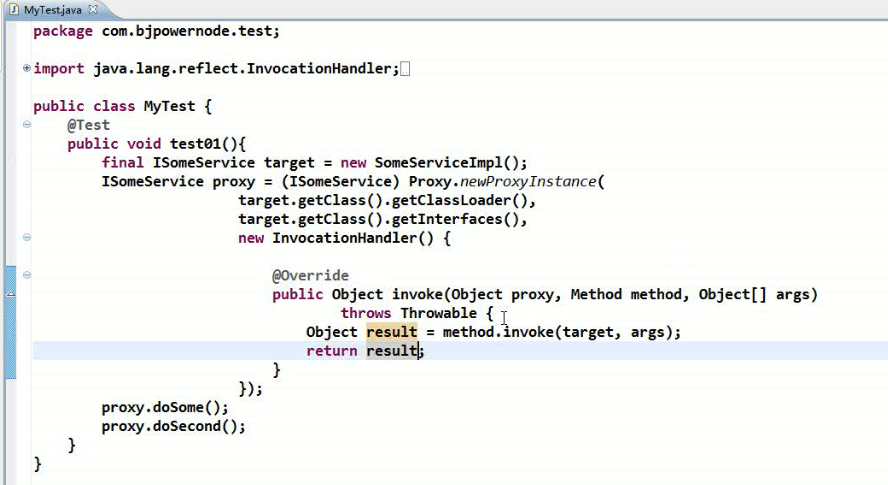 MyTest.java
package com.bjpowernode.test;
import java.lang.reflect.InvocationHandler;
public class MyTest {
@Test
public void test01(){
final ISomeService target = new SomeServiceImpl();
ISomeService proxy = (ISomeService) Proxy.newProxyInstance(
target.getClass().getClassLoader(),
target.getClass().getInterfaces(),
new InvocationHandler() {
@Override
public Object invoke(Object proxy, Method method, Object[] args)
throws Throwable {
Object result = method.invoke(target, args);
return result;
}
});
proxy.doSome();
proxy.doSecond();
}
}